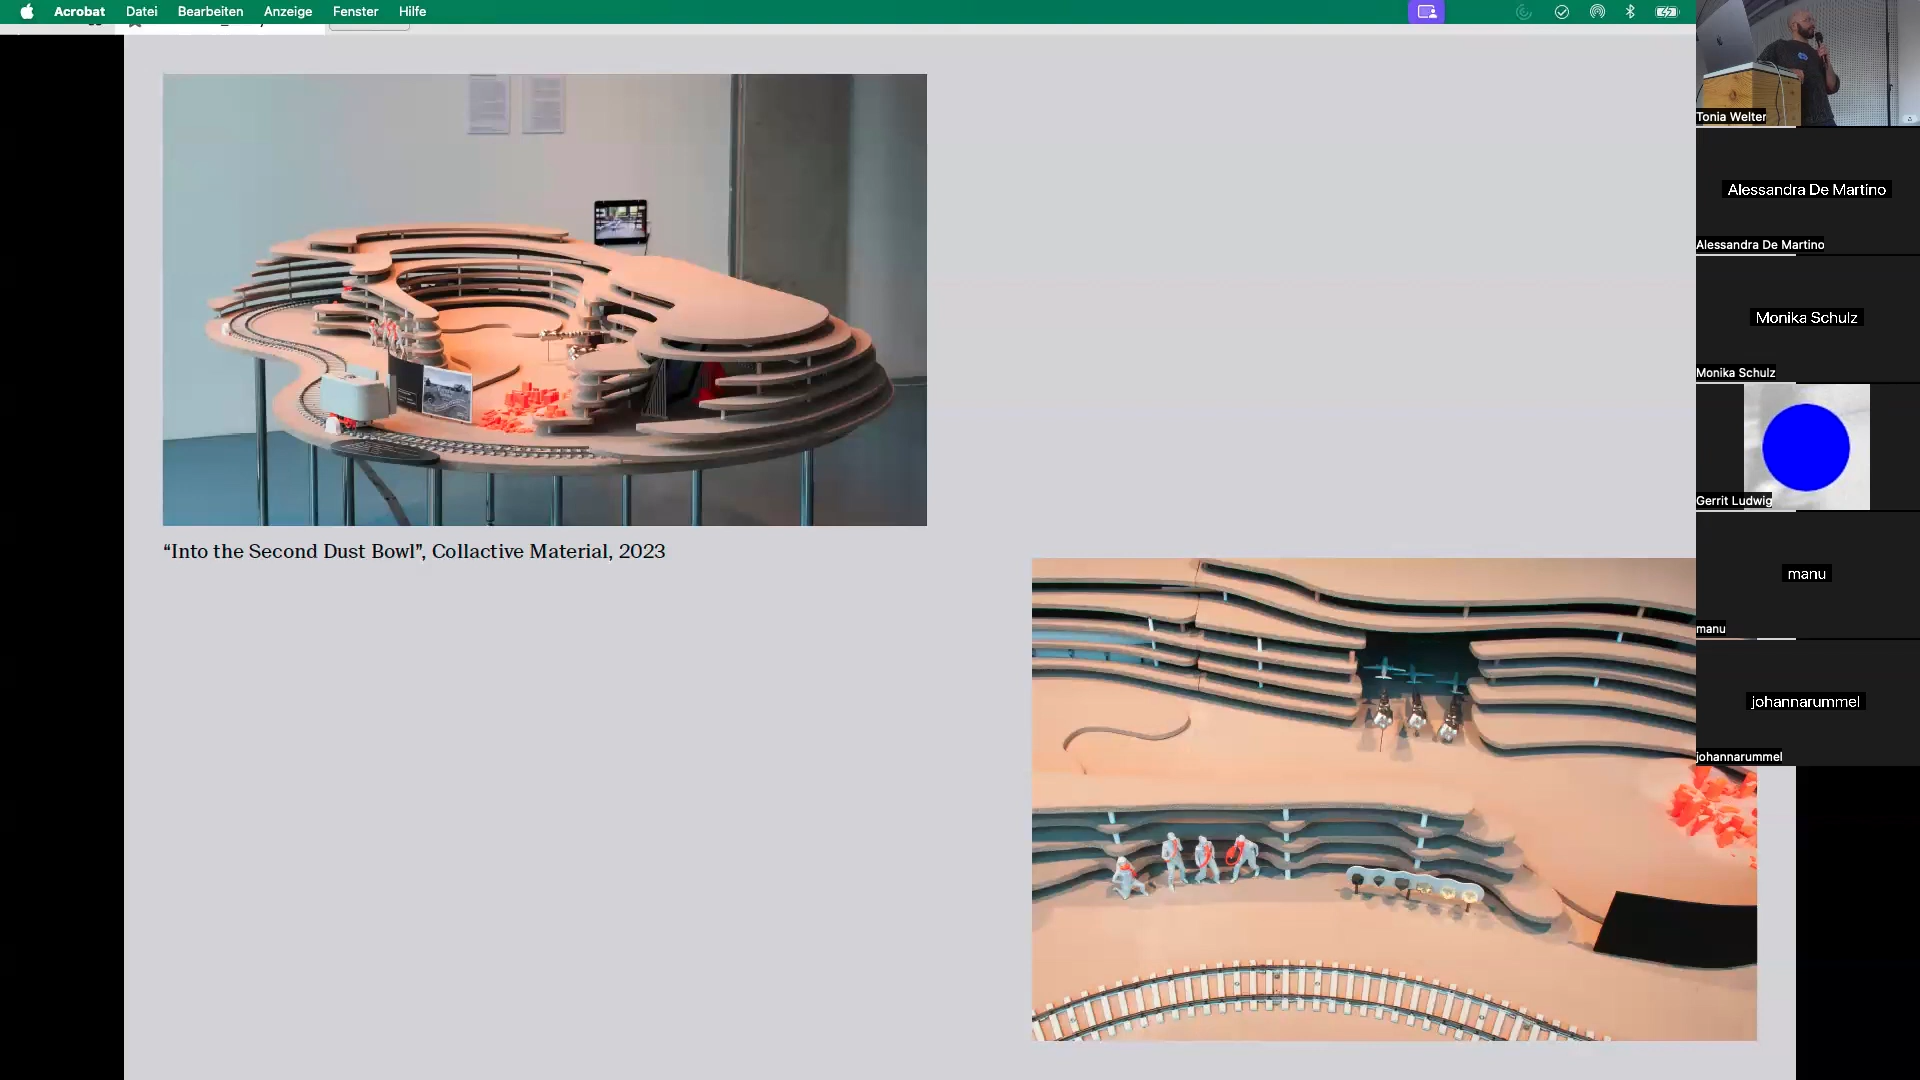 Acrobat Datei Bearbeiten Anzeige Fenster Hilfe
“Into the Second Dust Bowl”, Collactive Material, 2023
Tonia Welter
Alessandra De Martino
Alessandra De Martino
Monika Schulz
Monika Schulz
Gerrit Ludwig
manu
manu
johannarummel
johannarummel